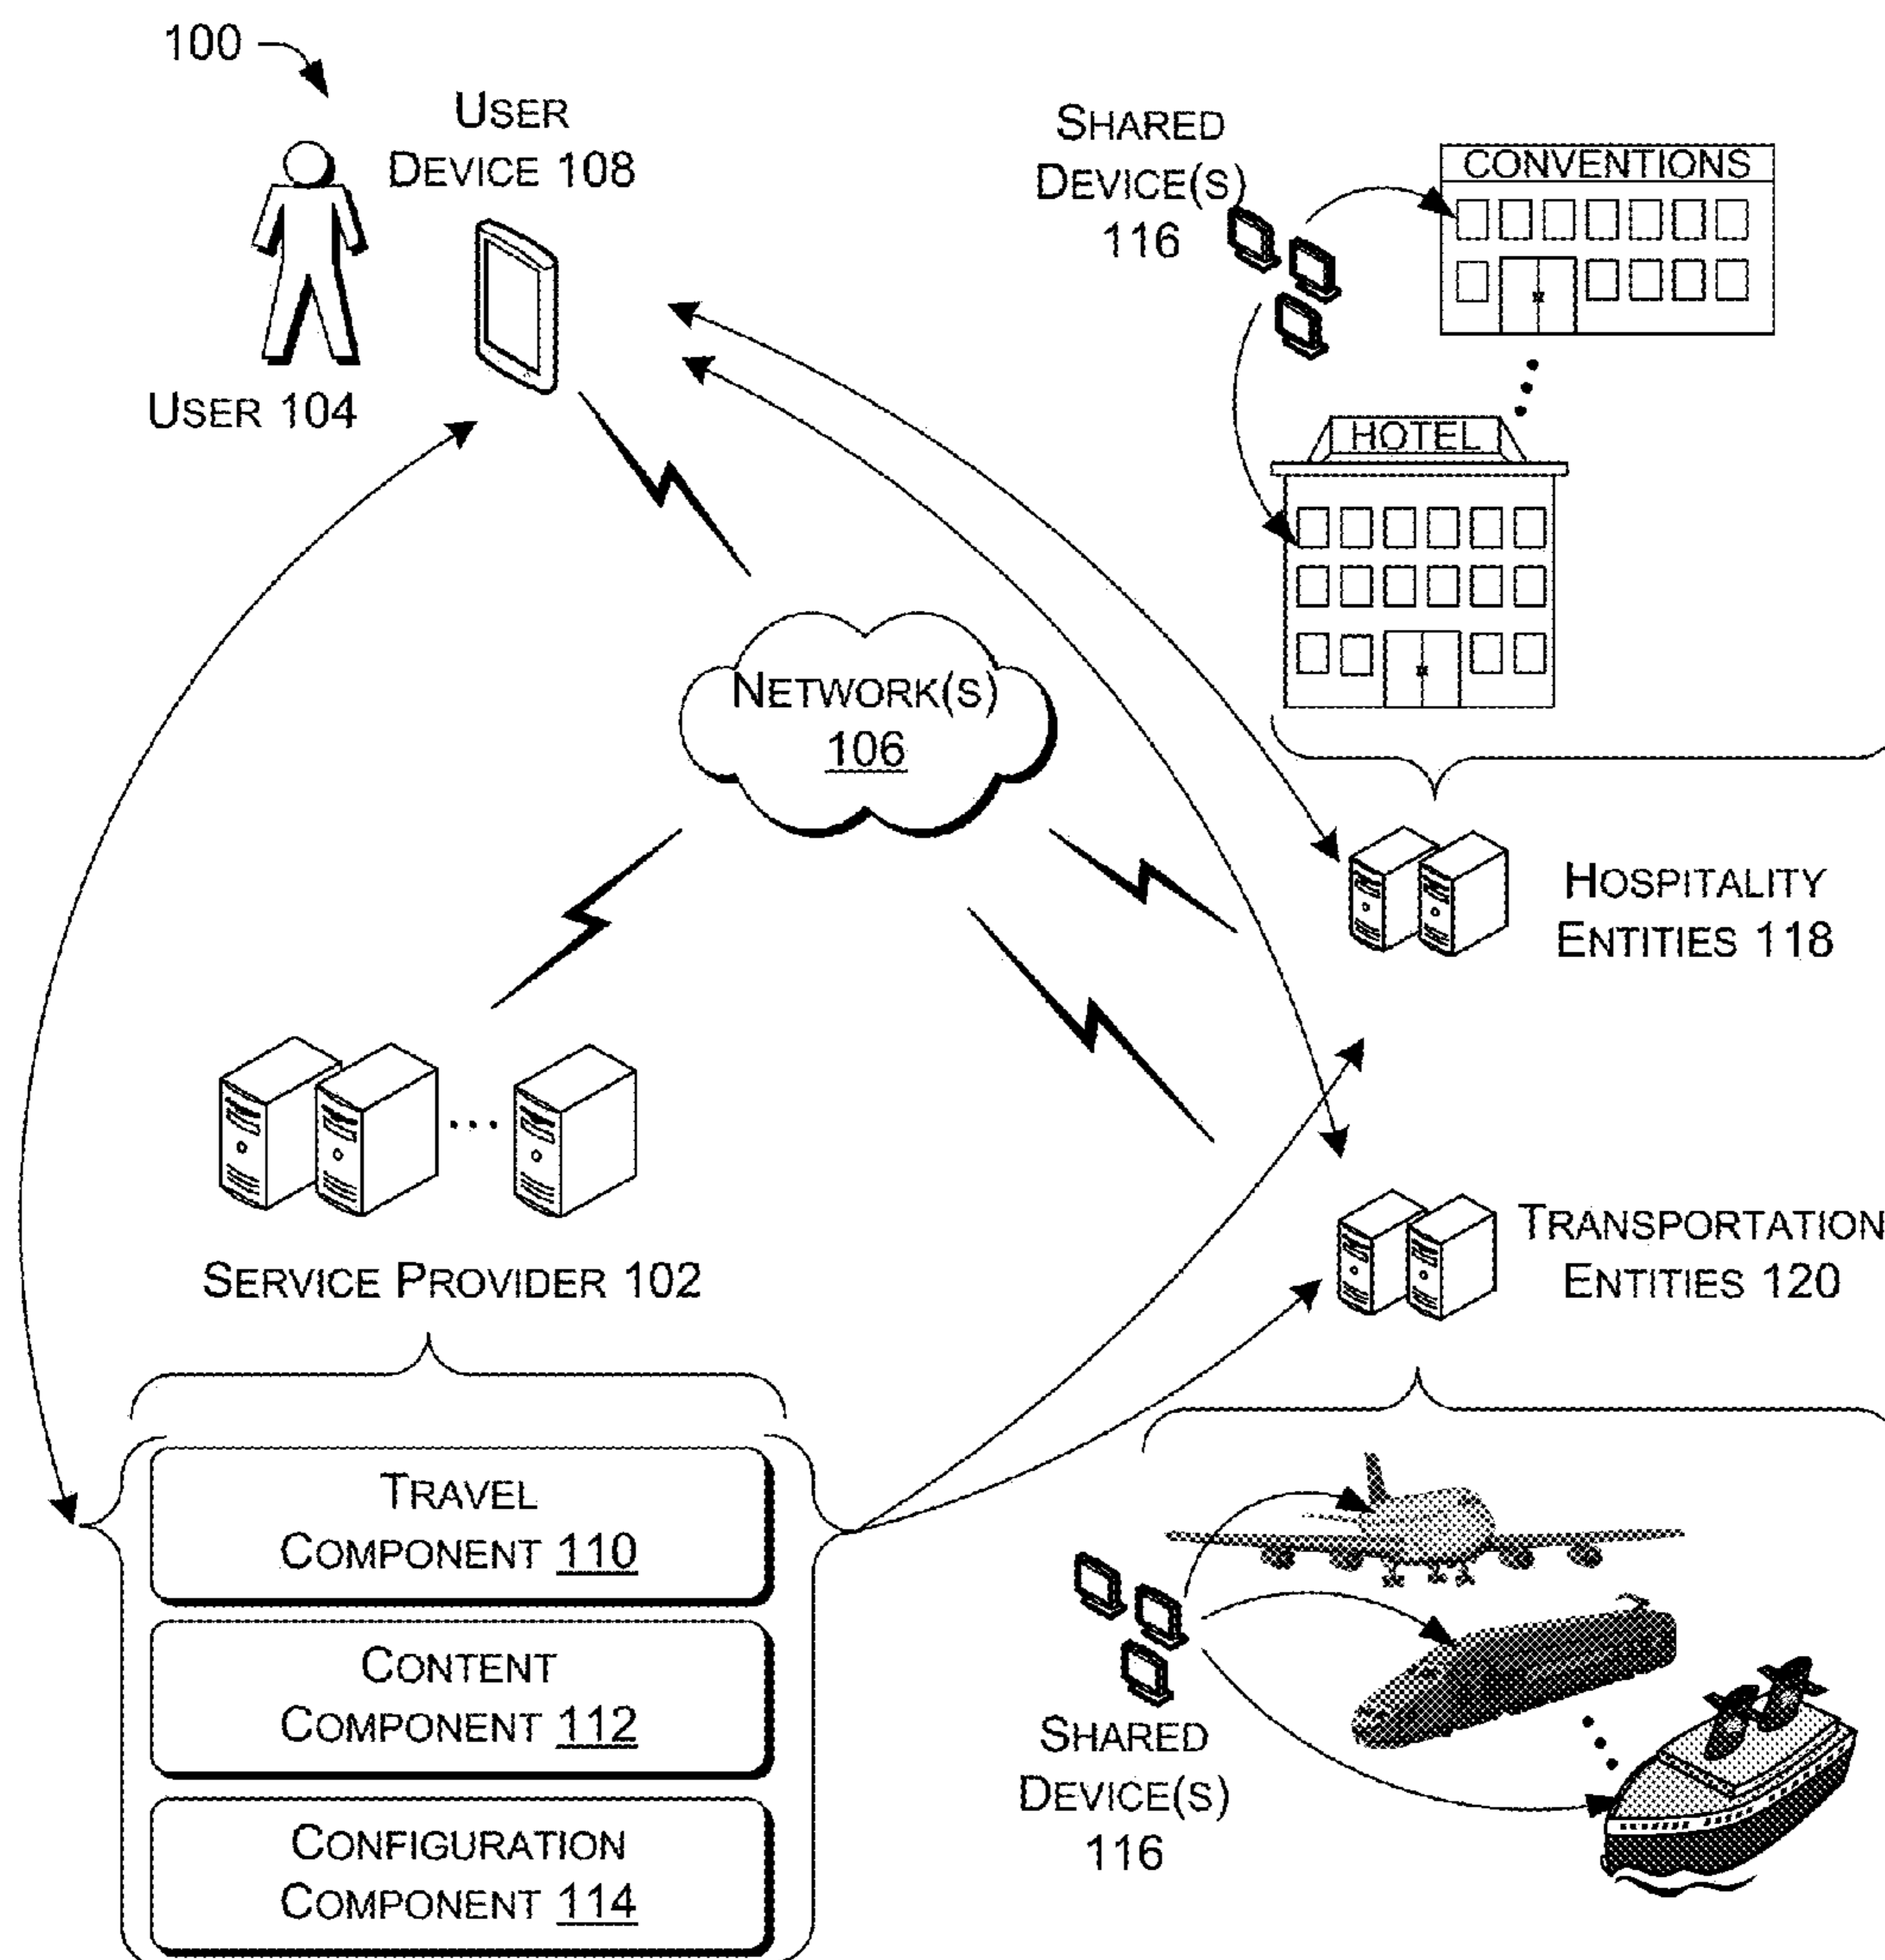 100
USER
DEVICE 108
USER 104
SHARED
DEVICE(S)
116
CONVENTIONS
HOTEL
NETWORK(S)
106
HOSPITALITY
ENTITIES 118
SERVICE PROVIDER 102
TRANSPORTATION
ENTITIES 120
TRAVEL
COMPONENT 110
CONTENT
COMPONENT 112
CONFIGURATION
COMPONENT 114
SHARED
DEVICE(S)
116